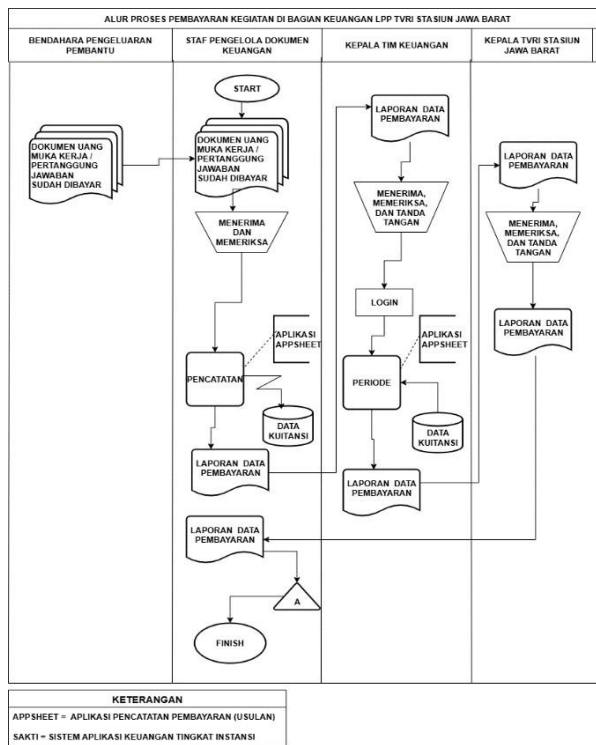 ALUR PROSES PEMBAYARAN KEGIATAN DI BAGIAN KEUANGAN LPP TVRI STASIUN JAWA BARAT
BENDAHARA PENGELUARAN
PEMBANTU
STAF PENGELOLA DOKUMEN
KEUANGAN
KEPALA TIM KEUANGAN
KEPALA TVRI STASIUN
JAWA BARAT
DOKUMEN UANG
MUKA KERJA /
PERTANGGUNG
JAWABAN
SUDAH DIBAYAR
START
DOKUMEN UANG
MUKA KERJA /
PERTANGGUNG
JAWABAN
SUDAH DIBAYAR
MENERIMA
DAN
MEMERIKSA
APLIKASI
APPSHEET
PENCATATAN
DATA
KUITANSI
LAPORAN DATA
PEMBAYARAN
LAPORAN DATA
PEMBAYARAN
A
FINISH
LAPORAN DATA
PEMBAYARAN
MENERIMA,
MEMERIKSA,
DAN TANDA
TANGAN
LOGIN
APLIKASI
APPSHEET
PERIODE
DATA
KUITANSI
LAPORAN DATA
PEMBAYARAN
LAPORAN DATA
PEMBAYARAN
MENERIMA,
MEMERIKSA,
DAN TANDA
TANGAN
LAPORAN DATA
PEMBAYARAN
KETERANGAN
APPSHEET = APLIKASI PENCATATAN PEMBAYARAN (USULAN)
SAKTI = SISTEM APLIKASI KEUANGAN TINGKAT INSTANSI